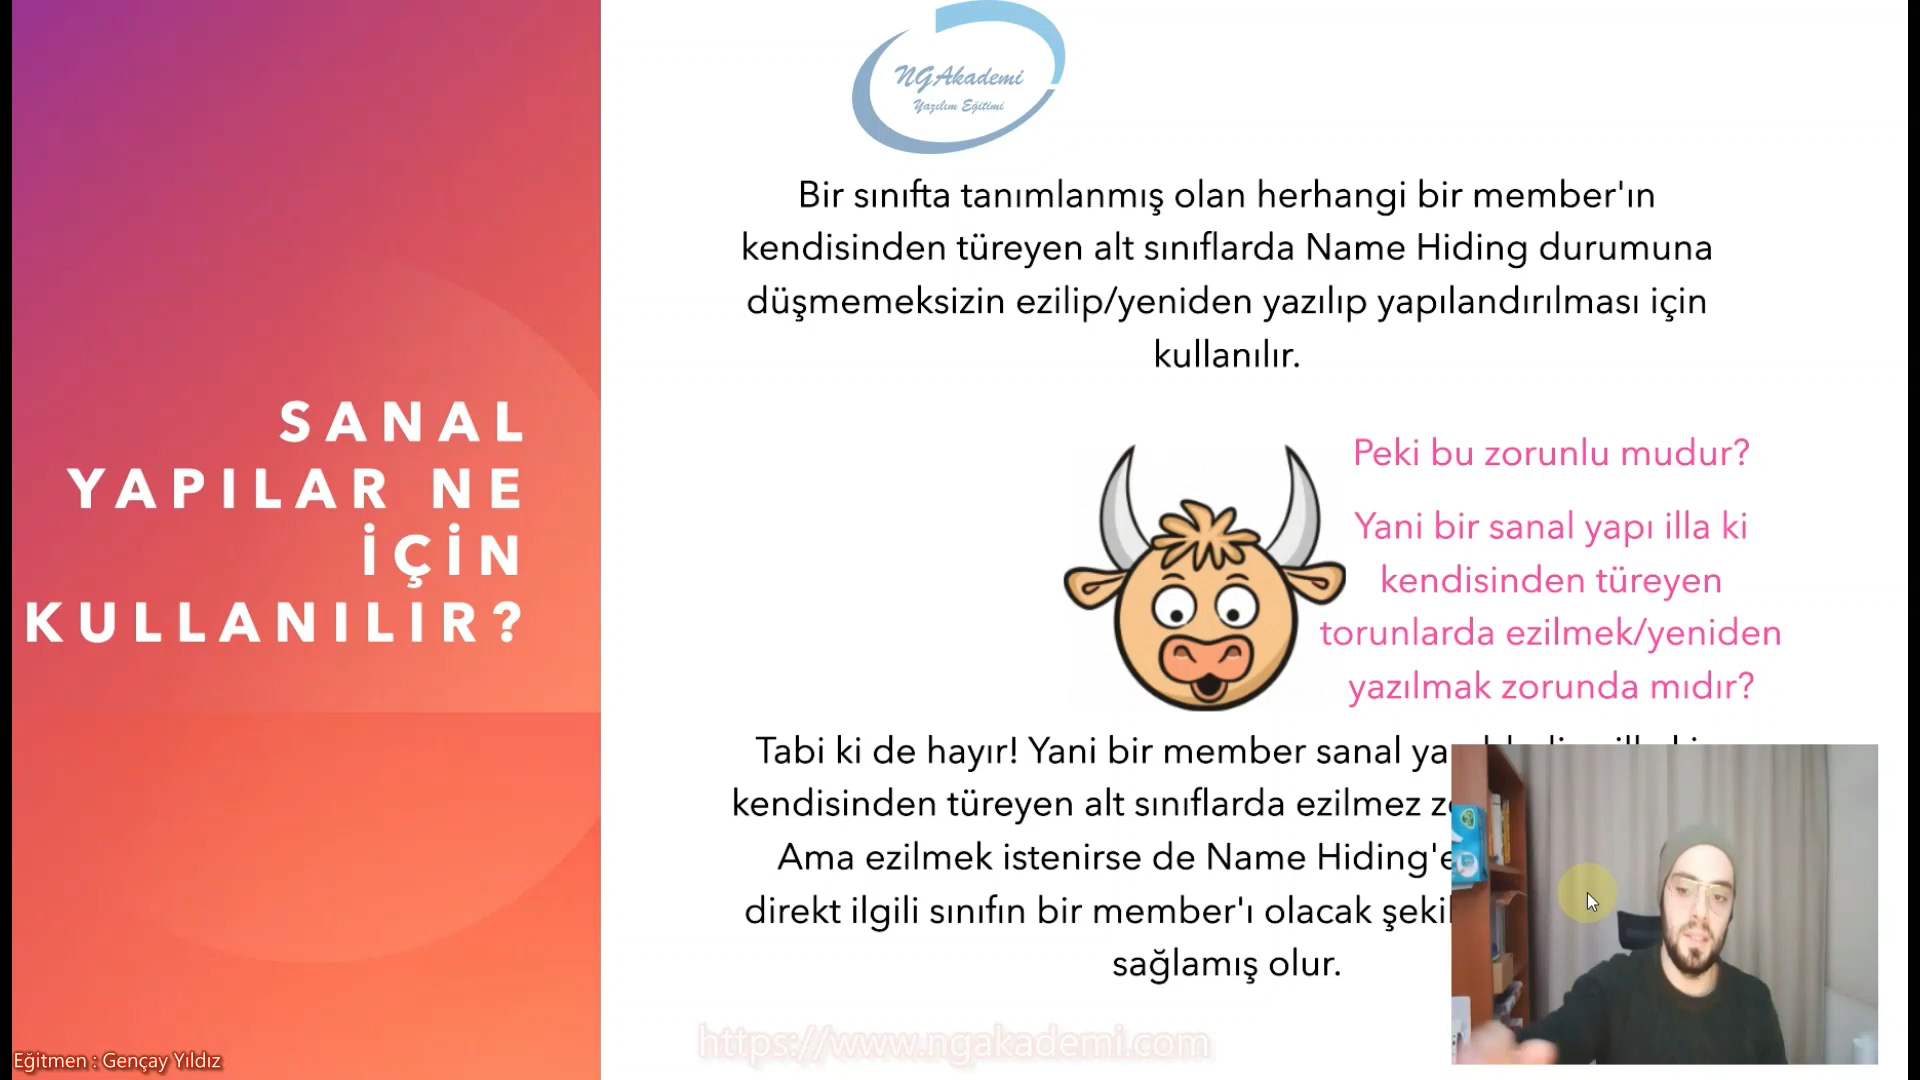 NGAkademi
Yazılım Eğitimi
SANAL
YAPILAR NE
İÇİN
KULLANILIR?
Bir sınıfta tanımlanmış olan herhangi bir member'ın
kendisinden türeyen alt sınıflarda Name Hiding durumuna
düşmemeksizin ezilip/yeniden yazılıp yapılandırılması için
kullanılır.
Peki bu zorunlu mudur?
Yani bir sanal yapı illa ki
kendisinden türeyen
torunlarda ezilmek/yeniden
yazılmak zorunda mıdır?
Tabi ki de hayır! Yani bir member sanal
kendisinden türeyen alt sınıflarda ezilmez
Ama ezilmek istenirse de Name
direkt ilgili sınıfın bir member'ı olacak
sağlamış olur.
https://www.ngakademi.com
Eğitmen : Gençay Yıldız